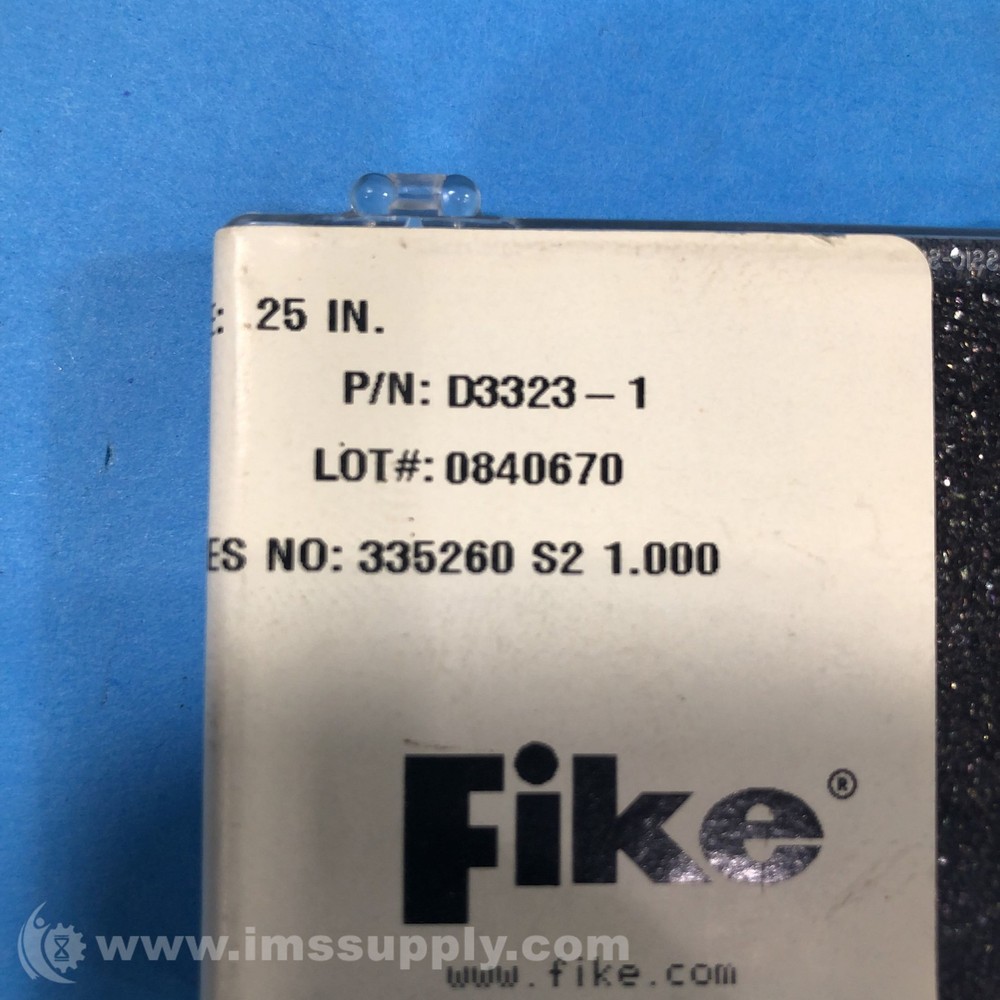 : .25 IN.
P/N: D3323-1
LOT#: 0840670
ES NO: 335260 S2 1.000
Fike®
www.fike.com
www.imssupply.com